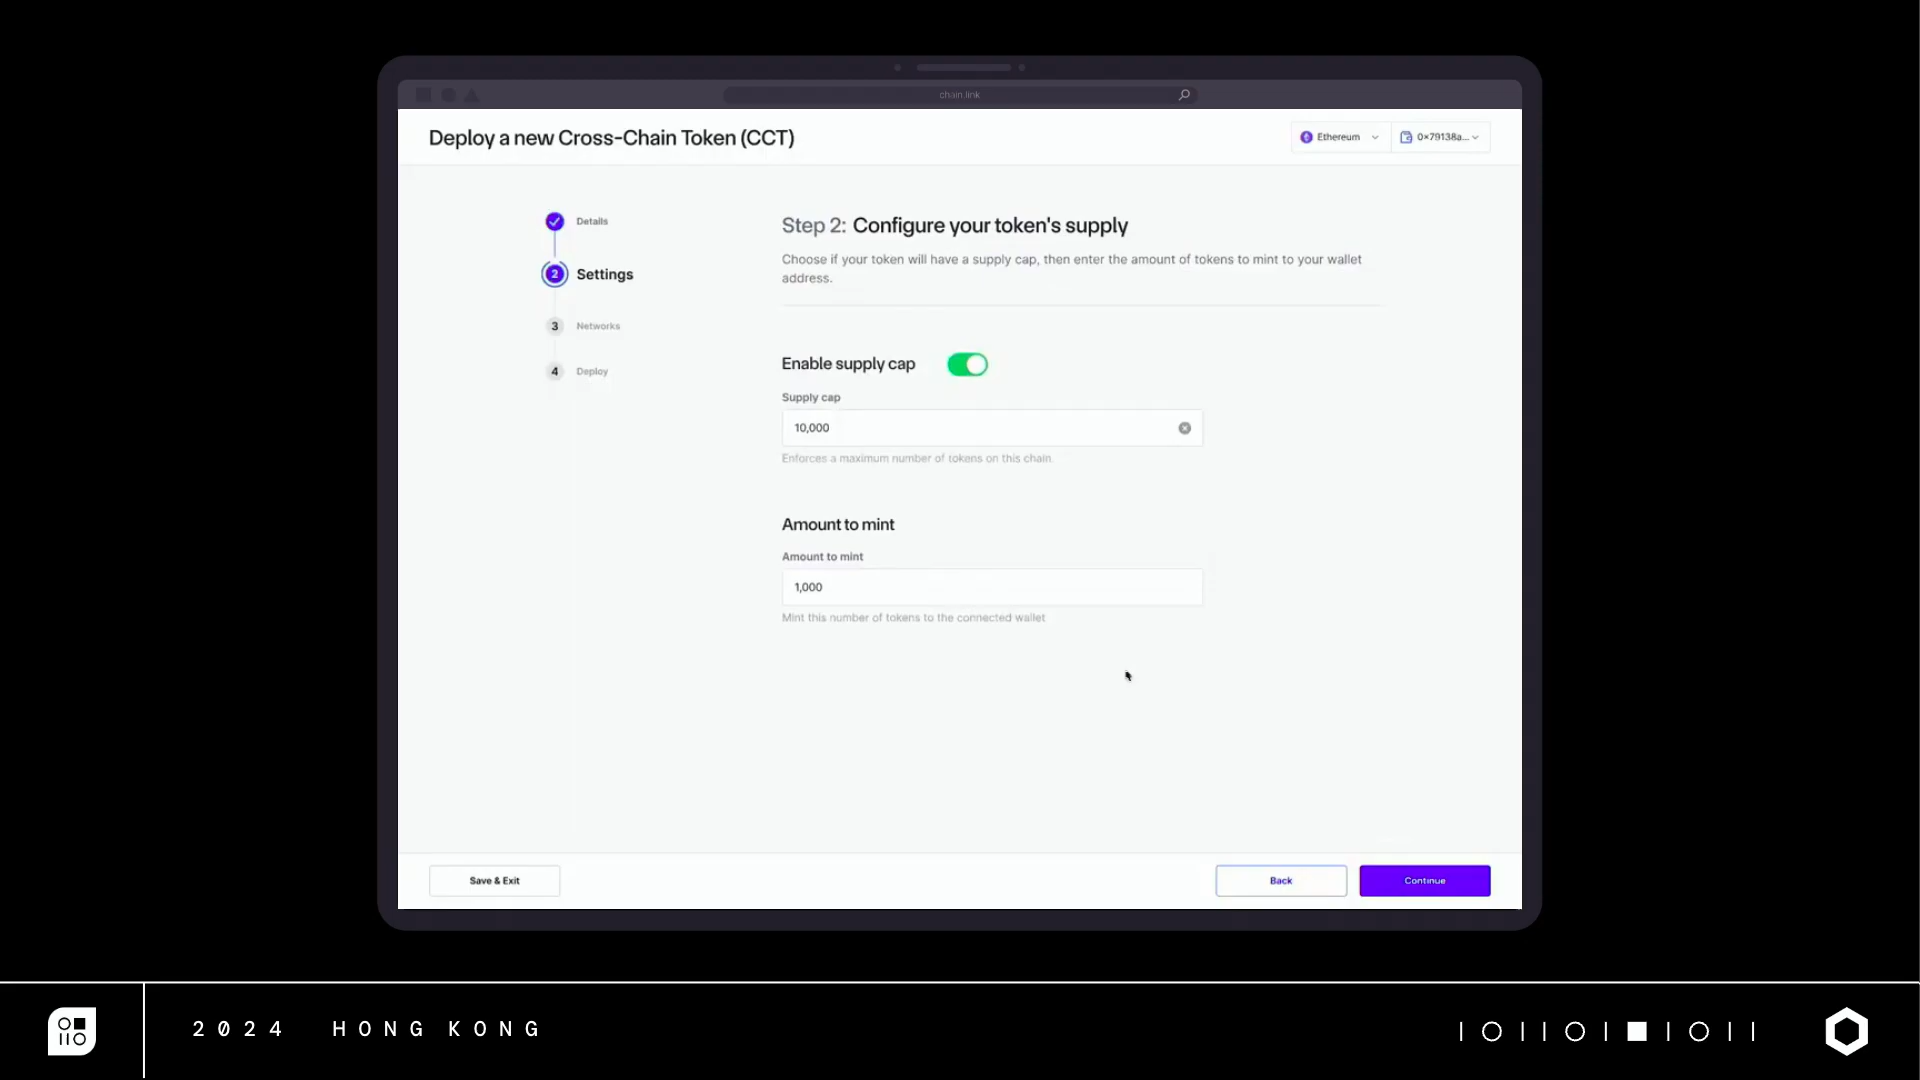 chain.link
Deploy a new Cross-Chain Token (CCT)
Ethereum
0x79138a...
Details
2 Settings
3 Networks
4 Deploy
Step 2: Configure your token's supply
Choose if your token will have a supply cap, then enter the amount of tokens to mint to your wallet
address.
Enable supply cap
Supply cap
10,000
Enforces a maximum number of tokens on this chain.
Amount to mint
Amount to mint
1,000
Mint this number of tokens to the connected wallet
Save & Exit
Back
Continue
2024 HONG KONG